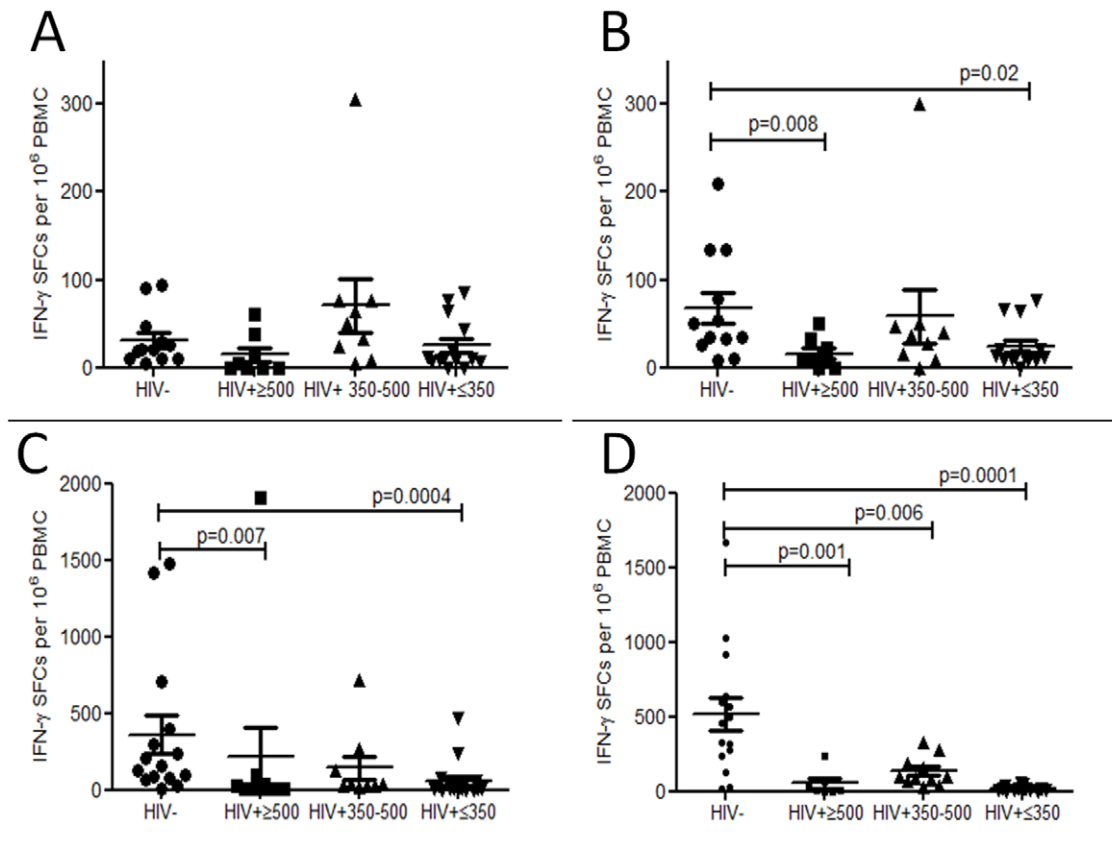 A
IFN-γ SFCs per 10⁶ PBMC
300
200
100
0
HIV- HIV+≥500 HIV+ 350-500 HIV+≤350
B
IFN-γ SFCs per 10⁶ PBMC
300
200
100
0
p=0.02
p=0.008
HIV- HIV+≥500 HIV+350-500 HIV+≤350
C
IFN-γ SFCs per 10⁶ PBMC
2000
1500
1000
500
0
p=0.0004
p=0.007
HIV- HIV+≥500 HIV+350-500 HIV+≤350
D
IFN-γ SFCs per 10⁶ PBMC
2000
1500
1000
500
0
p=0.0001
p=0.006
p=0.001
HIV- HIV+≥500 HIV+350-500 HIV+≤350